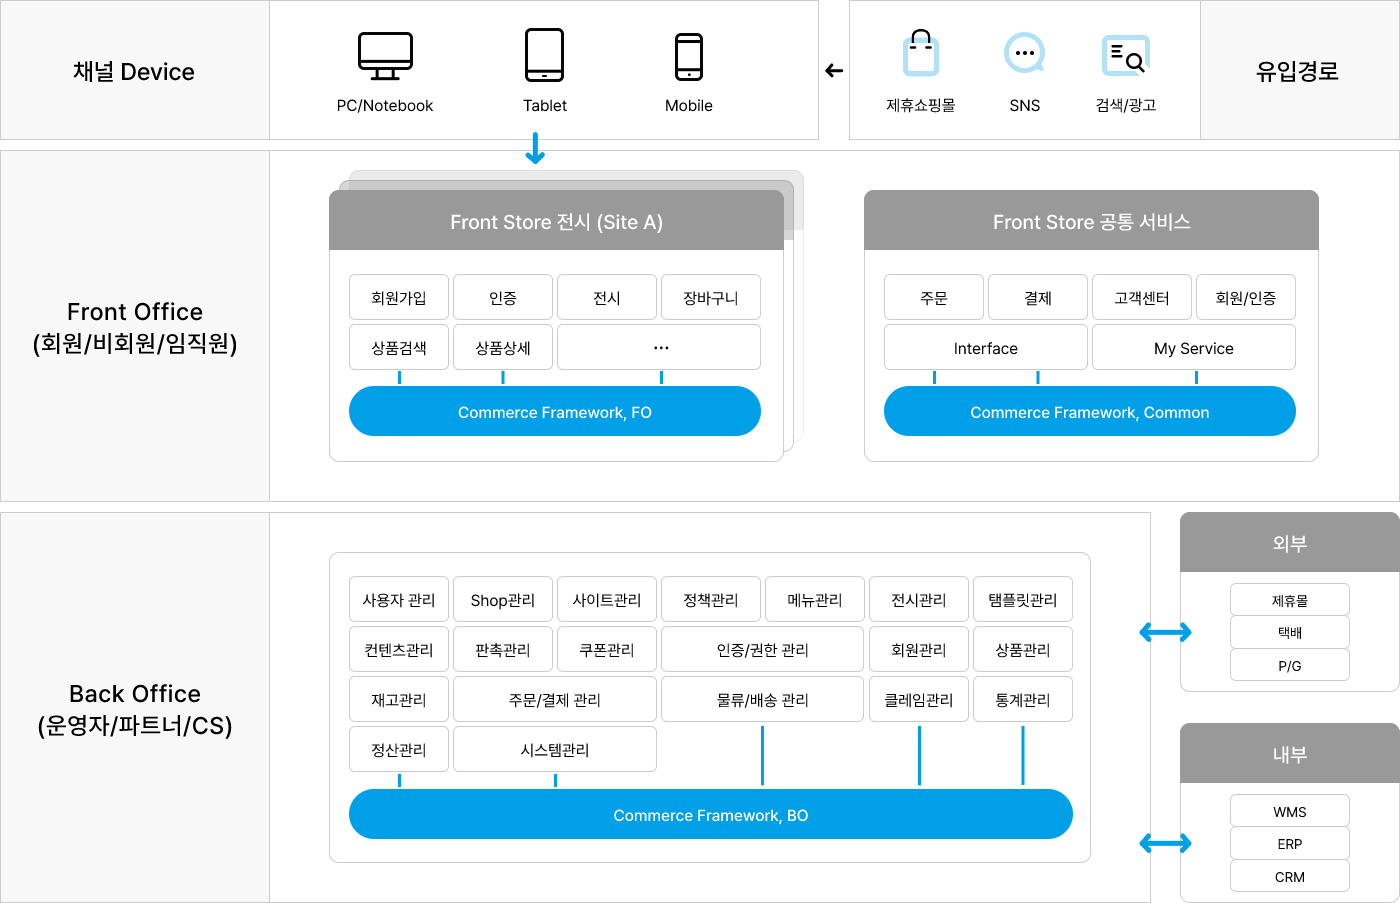 채널 Device
PC/Notebook
Tablet
Mobile
제휴쇼핑몰
SNS
검색/광고
유입경로
Front Office
(회원/비회원/임직원)
Front Store 전시 (Site A)
회원가입
인증
전시
장바구니
상품검색
상품상세
...
Commerce Framework, FO
Front Store 공통 서비스
주문
결제
고객센터
회원/인증
Interface
My Service
Commerce Framework, Common
Back Office
(운영자/파트너/CS)
사용자 관리
Shop관리
사이트관리
정책관리
메뉴관리
전시관리
탬플릿관리
컨텐츠관리
판촉관리
쿠폰관리
인증/권한 관리
회원관리
상품관리
재고관리
주문/결제 관리
물류/배송 관리
클레임관리
통계관리
정산관리
시스템관리
Commerce Framework, BO
외부
제휴몰
택배
P/G
내부
WMS
ERP
CRM